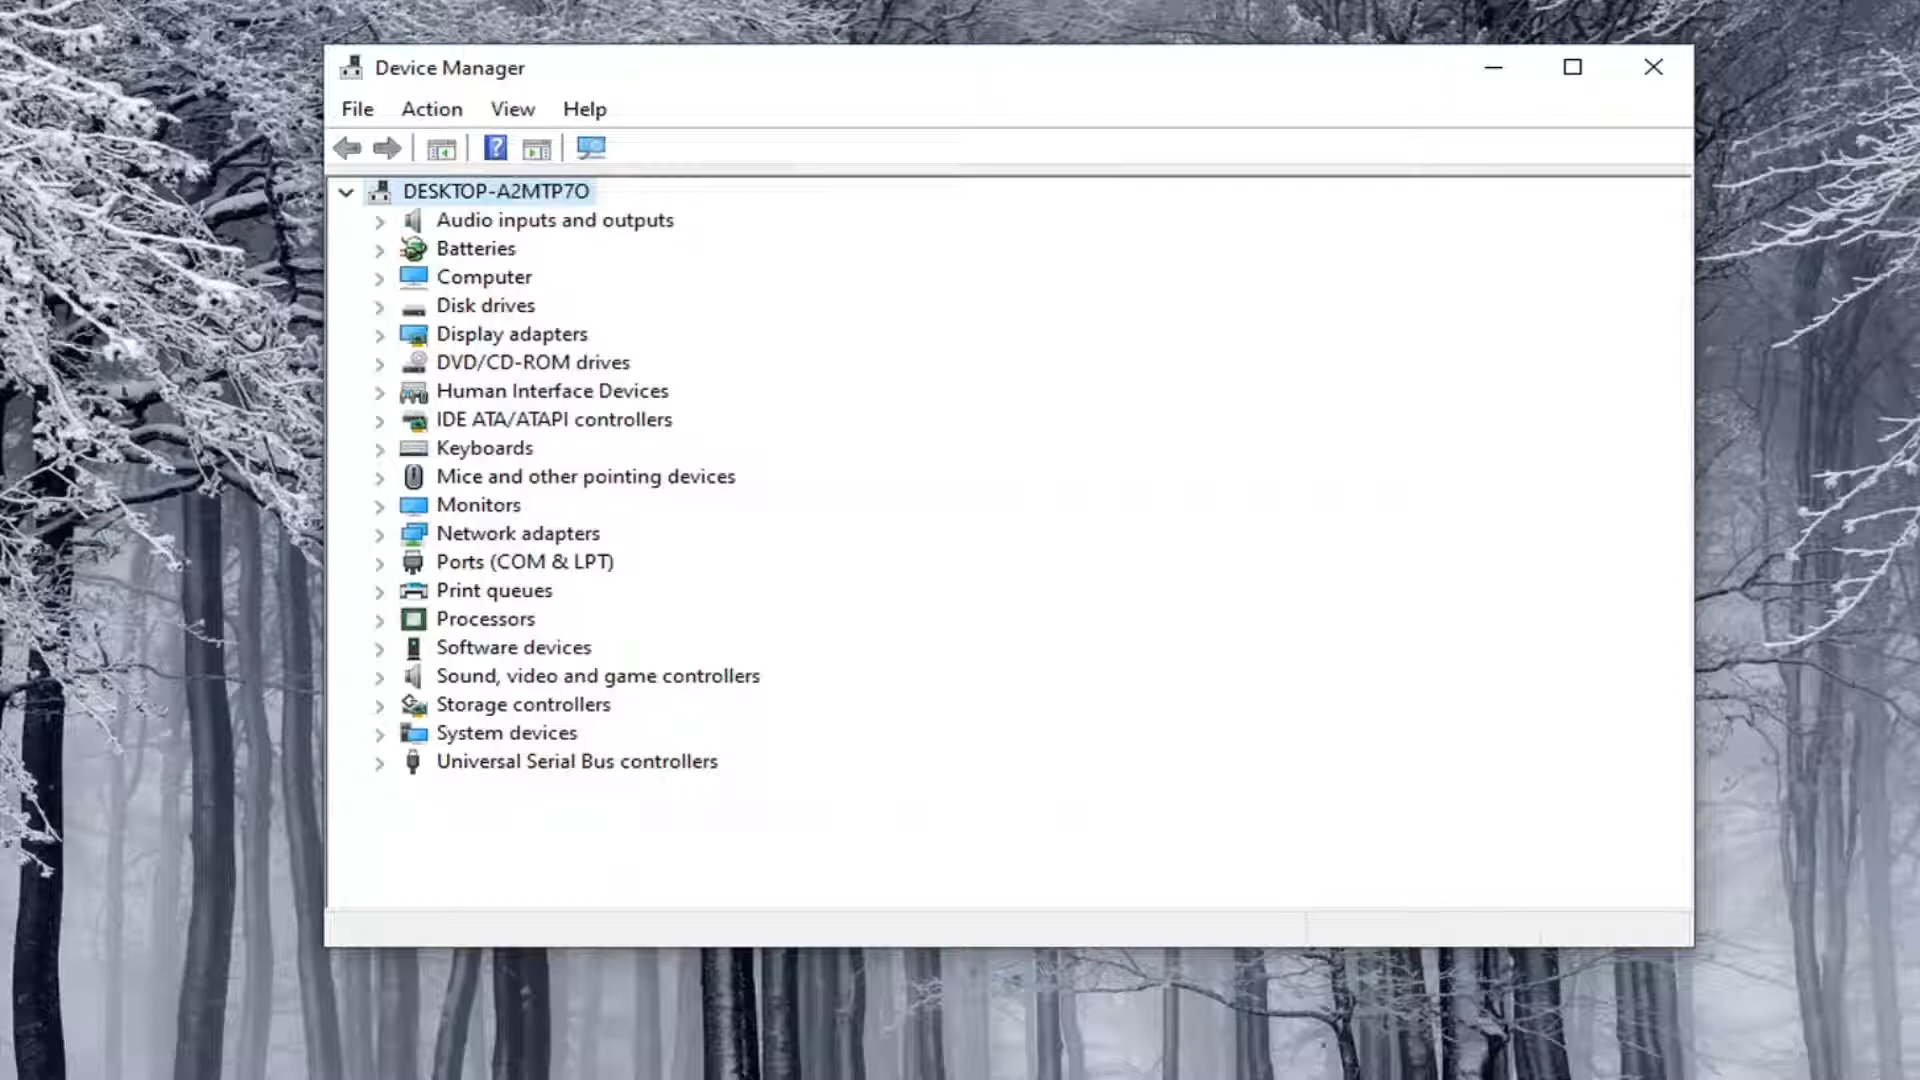 Device Manager
File Action View Help
DESKTOP-A2MTP7O
Audio inputs and outputs
Batteries
Computer
Disk drives
Display adapters
DVD/CD-ROM drives
Human Interface Devices
IDE ATA/ATAPI controllers
Keyboards
Mice and other pointing devices
Monitors
Network adapters
Ports (COM & LPT)
Print queues
Processors
Software devices
Sound, video and game controllers
Storage controllers
System devices
Universal Serial Bus controllers